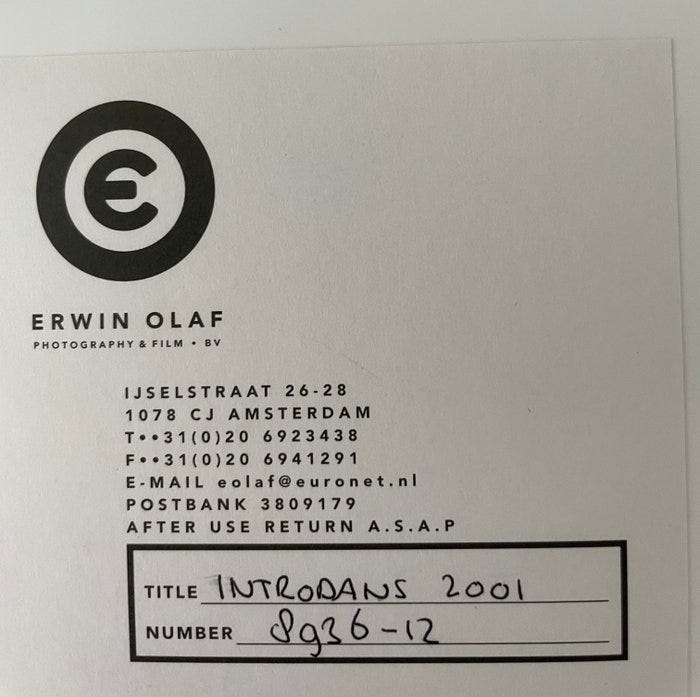 e
ERWIN OLAF
PHOTOGRAPHY & FILM • BV
IJSELSTRAAT 26-28
1078 CJ AMSTERDAM
T••31(0)20 6923438
F••31(0)20 6941291
E-MAIL eolaf@euronet.nl
POSTBANK 3809179
AFTER USE RETURN A.S.A.P
TITLE INTRODANS 2001
NUMBER 8936-12